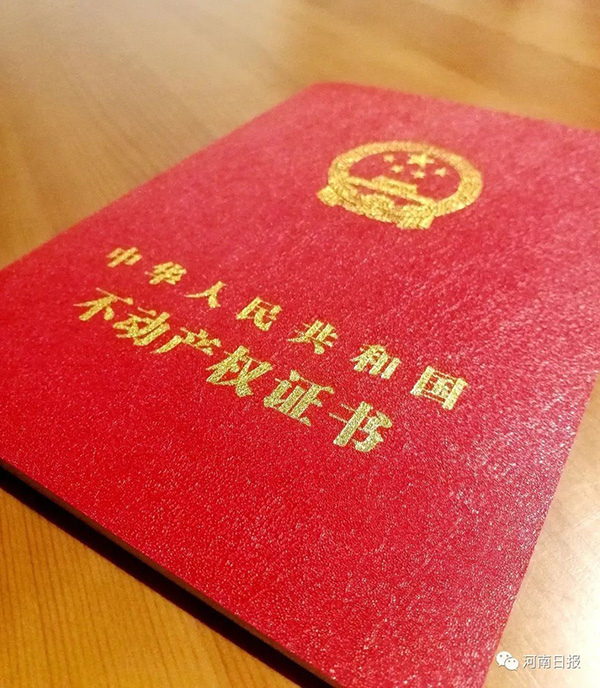 中华人民共和国
不动产权证书
河南日报